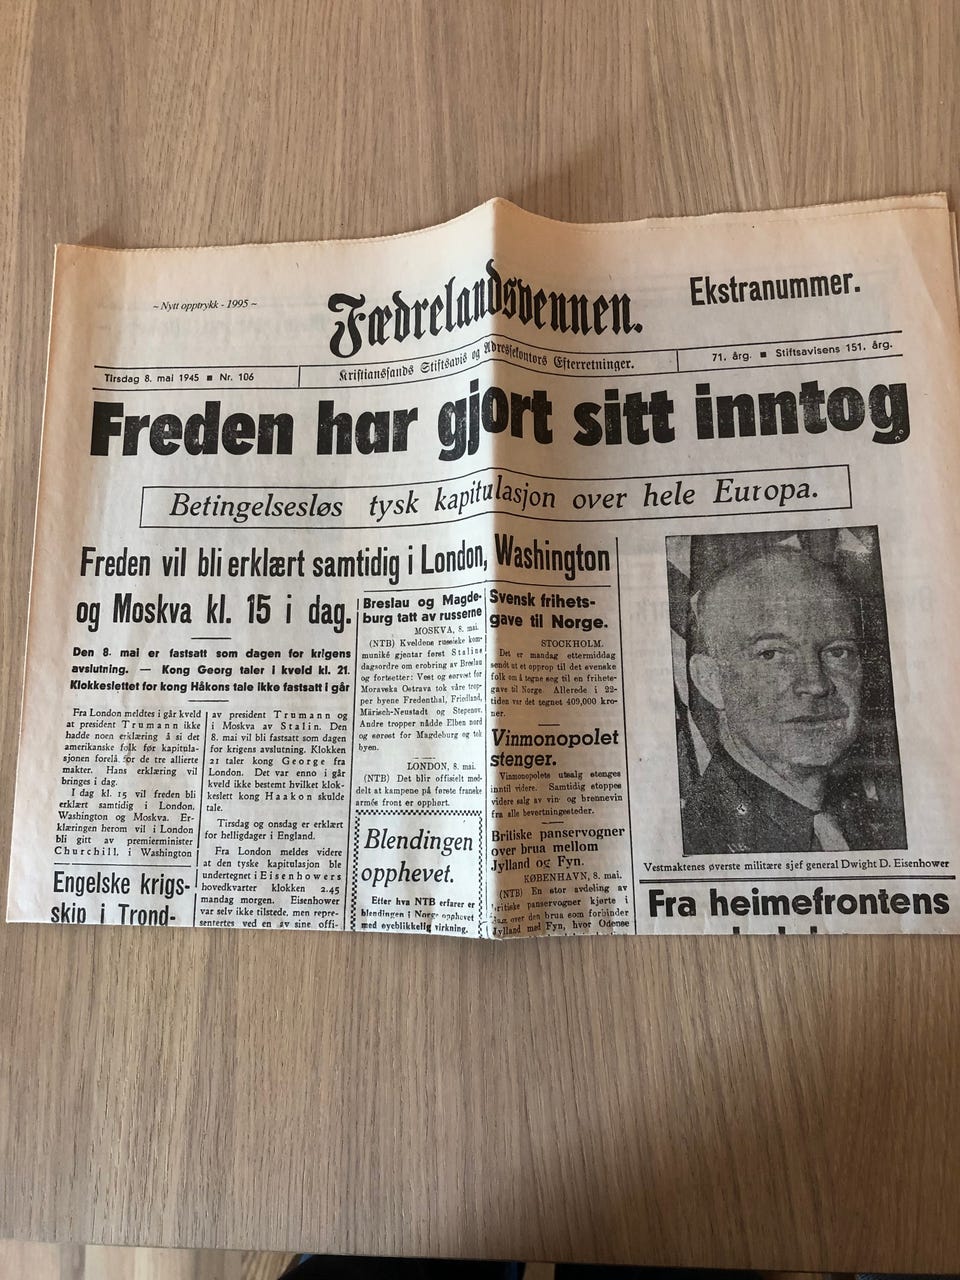 ~ Nytt opptrykk - 1995 ~
Fædrelandsvennen.
Ekstranummer.
Tirsdag 8. mai 1945 ■ Nr. 106
Kristiansands Stiftsavis og Adressekontors Efterretninger.
71. årg. ■ Stiftsavisens 151. årg.
Freden har gjort sitt inntog
Betingelsesløs tysk kapitulasjon over hele Europa.
Freden vil bli erklært samtidig i London, Washington
og Moskva kl. 15 i dag.
Den 8. mai er fastsatt som dagen for krigens
avslutning. — Kong Georg taler i kveld kl. 21.
Klokkeslettet for kong Håkons tale ikke fastsatt i går
Fra London meldtes i går kveld
at president Trumann ikke
hadde noen erklæring å si det
amerikanske folk før kapitula-
sjonen forelå for de tre allierte
makter. Hans erklæring vil
bringes i dag.
I dag kl. 15 vil freden bli
erklært samtidig i London,
Washington og Moskva. Er-
klæringen herom vil i London
bli gitt av premierminister
Churchill, i Washington
av president Trumann og
i Moskva av Stalin. Den
8. mai vil bli fastsatt som dagen
for krigens avslutning. Klokken
21 taler kong George fra
London. Det var enno i går
kveld ikke bestemt hvilket klok-
keslett kong Haakon skulde
tale.
Tirsdag og onsdag er erklært
for helligdager i England.
Fra London meldes videre
at den tyske kapitulasjon ble
undertegnet i Eisenhowers
hovedkvarter klokken 2.45
mandag morgen. Eisenhower
var selv ikke tilstede, men repre-
sentertes ved en av sine offi-
Engelske krigs-
skip i Trond-
Breslau og Magde-
burg tatt av russerne
MOSKVA, 8. mai.
(NTB) Kveldens russiske kom-
muniké gjentar først Stalins
dagsordre om erobring av Breslau
og fortsetter: Vest og sørvest for
Moravska Ostrava tok våre trop-
per byene Freudenthal, Friedland,
Märisch-Neustadt og Stepenov.
Andre tropper nådde Elben nord
og sørøst for Magdeburg og tok
byen.
LONDON, 8. mai.
(NTB) Det blir offisielt med-
delt at kampene på første franske
armés front er opphørt.
Blendingen
opphevet.
Etter hva NTB erfarer er
blendingen i Norge opphevet
med øyeblikkelig virkning.
Svensk frihets-
gave til Norge.
STOCKHOLM.
Det er mandag ettermiddag
sendt ut et opprop til det svenske
folk om å tegne seg til en frihets-
gave til Norge. Allerede i 22-
tiden var det tegnet 409,000 kro-
ner.
Vinmonopolet
stenger.
Vinmonopolets utsalg stenges
inntil videre. Samtidig stoppes
videre salg av vin- og brennevin
fra alle bevertningssteder.
Britiske panservogner
over brua mellom
Jylland og Fyn.
KØBENHAVN, 8. mai.
(NTB) En stor avdeling av
britiske panservogner kjørte i
over den brua som forbinder
Jylland med Fyn, hvor Odense
Vestmaktenes øverste militære sjef general Dwight D. Eisenhower
Fra heimefrontens